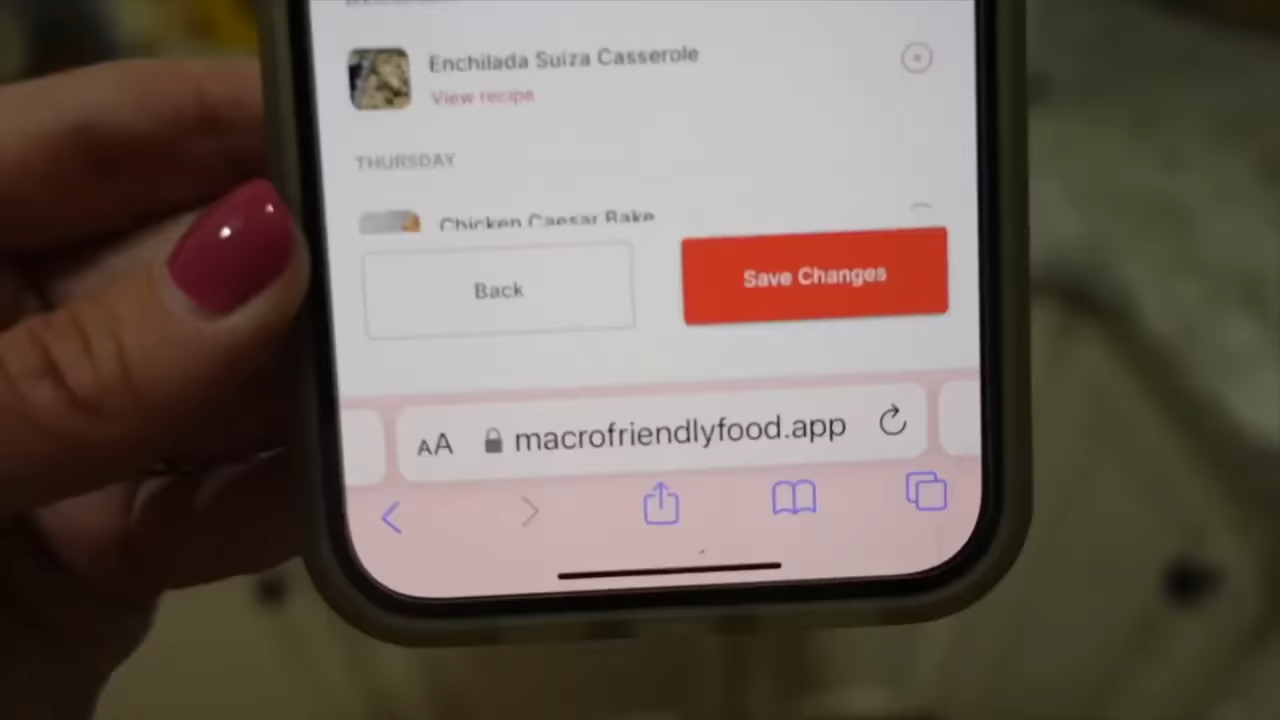 Enchilada Suiza Casserole
View recipe
THURSDAY
Chicken Caesar Bake
Back
Save Changes
AA macrofriendlyfood.app